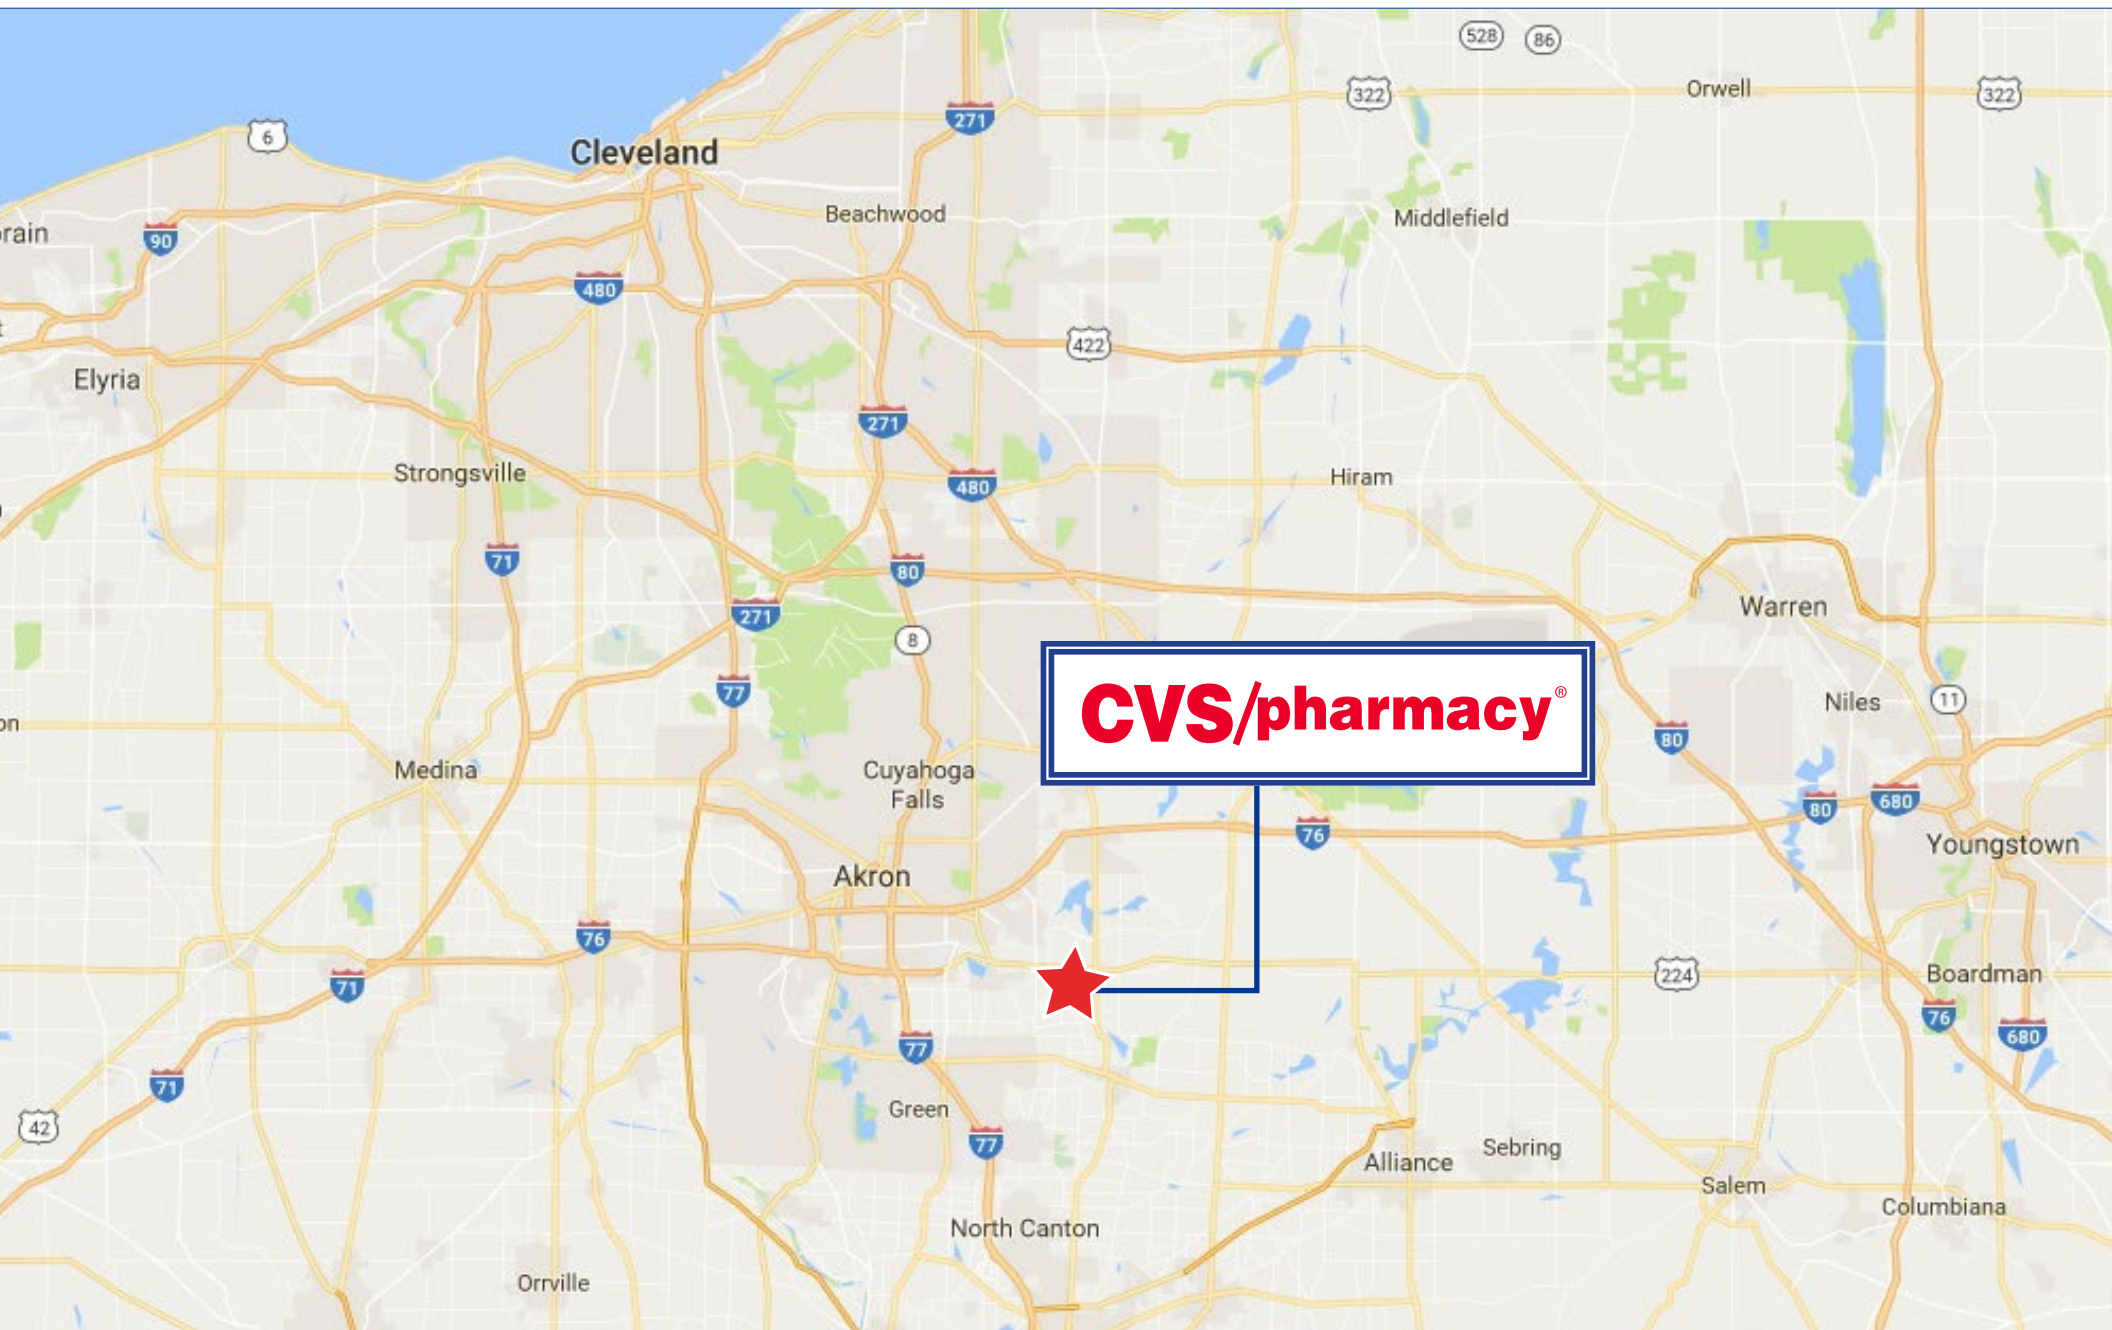 528
86
322
Orwell
322
271
6
Cleveland
Beachwood
Middlefield
rain
90
480
422
Elyria
271
Strongsville
480
Hiram
71
80
271
Warren
8
77
CVS/pharmacy®
Niles
11
on
80
Medina
Cuyahoga
Falls
80
680
76
Youngstown
Akron
76
71
224
Boardman
76
680
77
71
42
Green
77
Sebring
Alliance
Salem
Columbiana
North Canton
Orrville